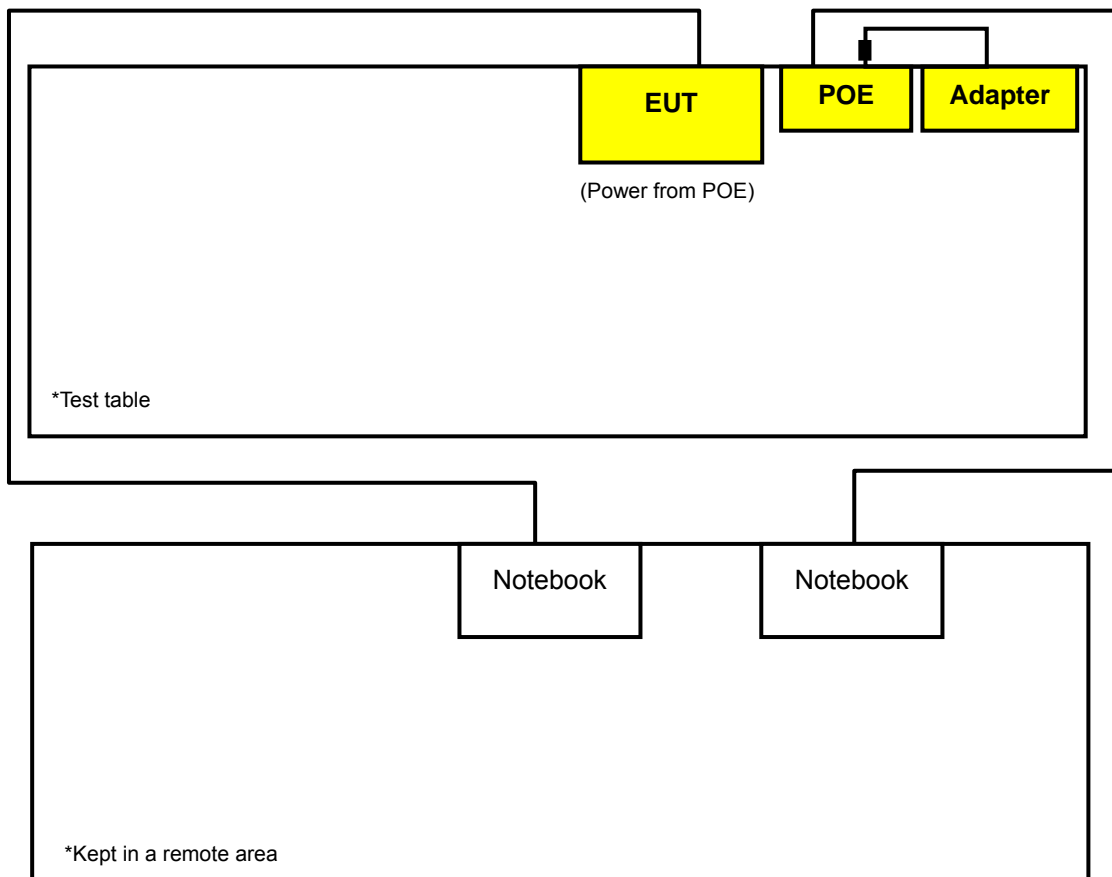 EUT
POE
Adapter
(Power from POE)
*Test table
Notebook
Notebook
*Kept in a remote area